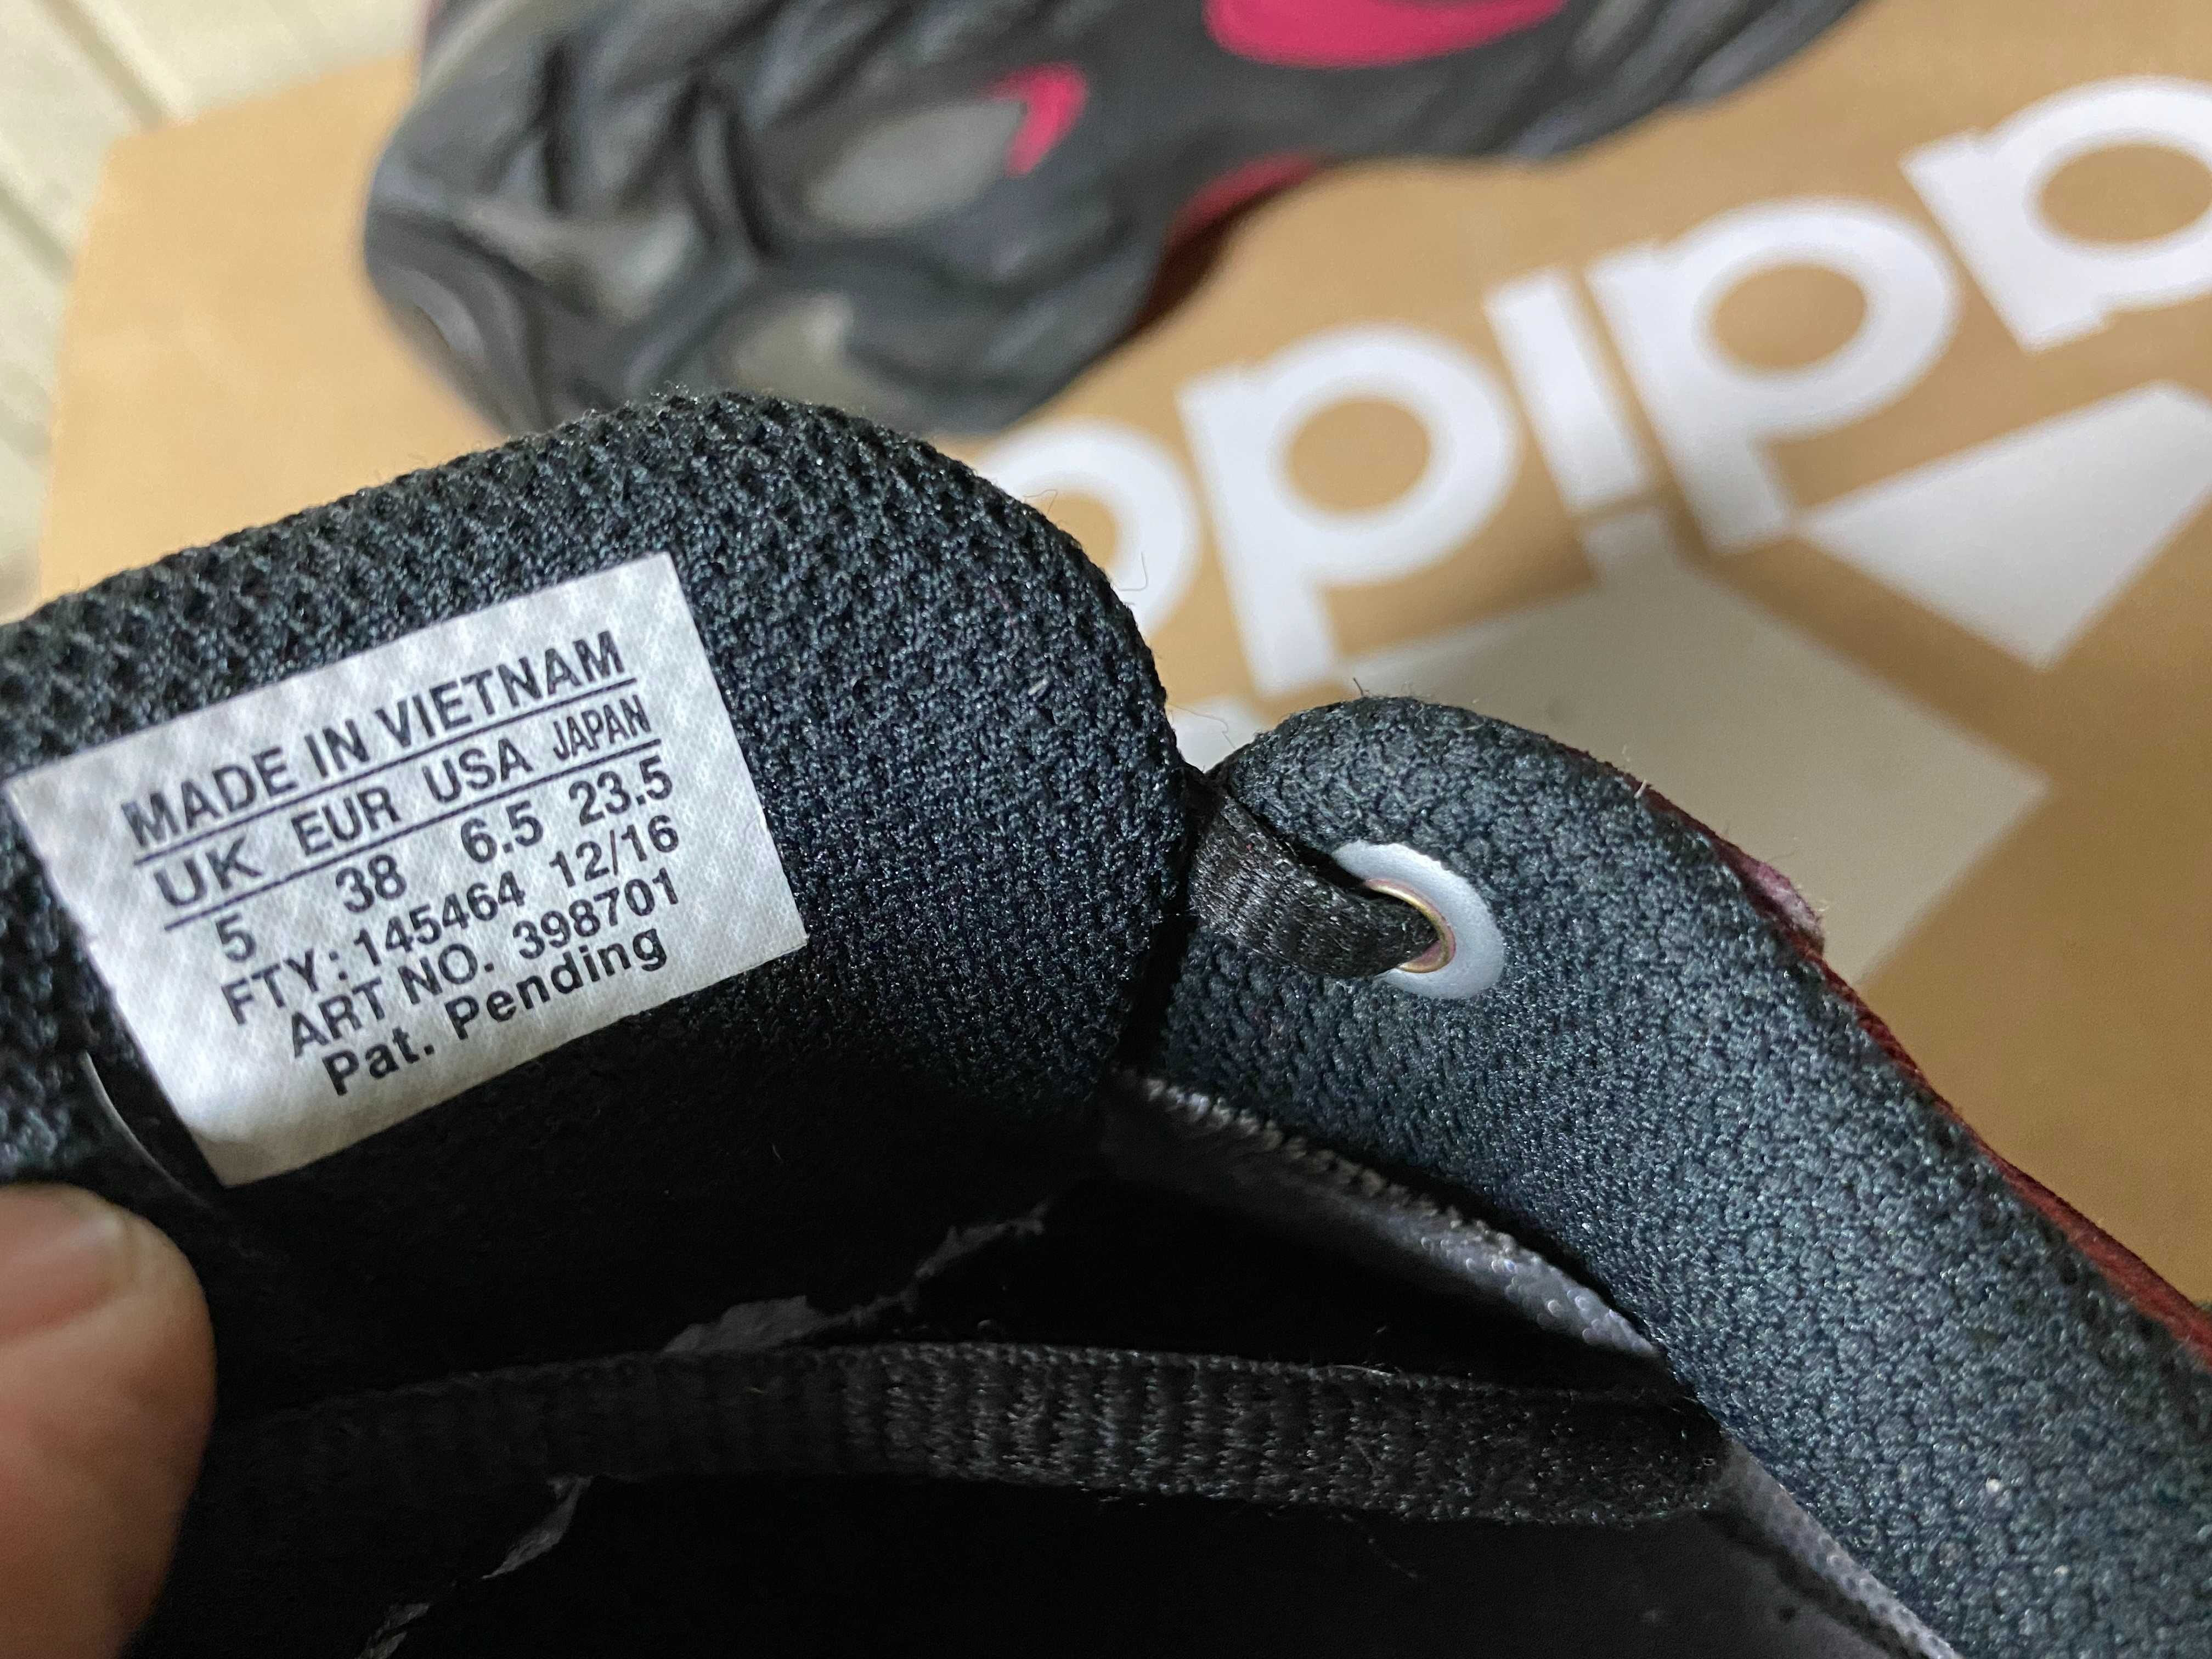 MADE IN VIETNAM
UK EUR USA JAPAN
5 38 6.5 23.5
FTY: 145464 12/16
ART NO. 398701
Pat. Pending
adidas